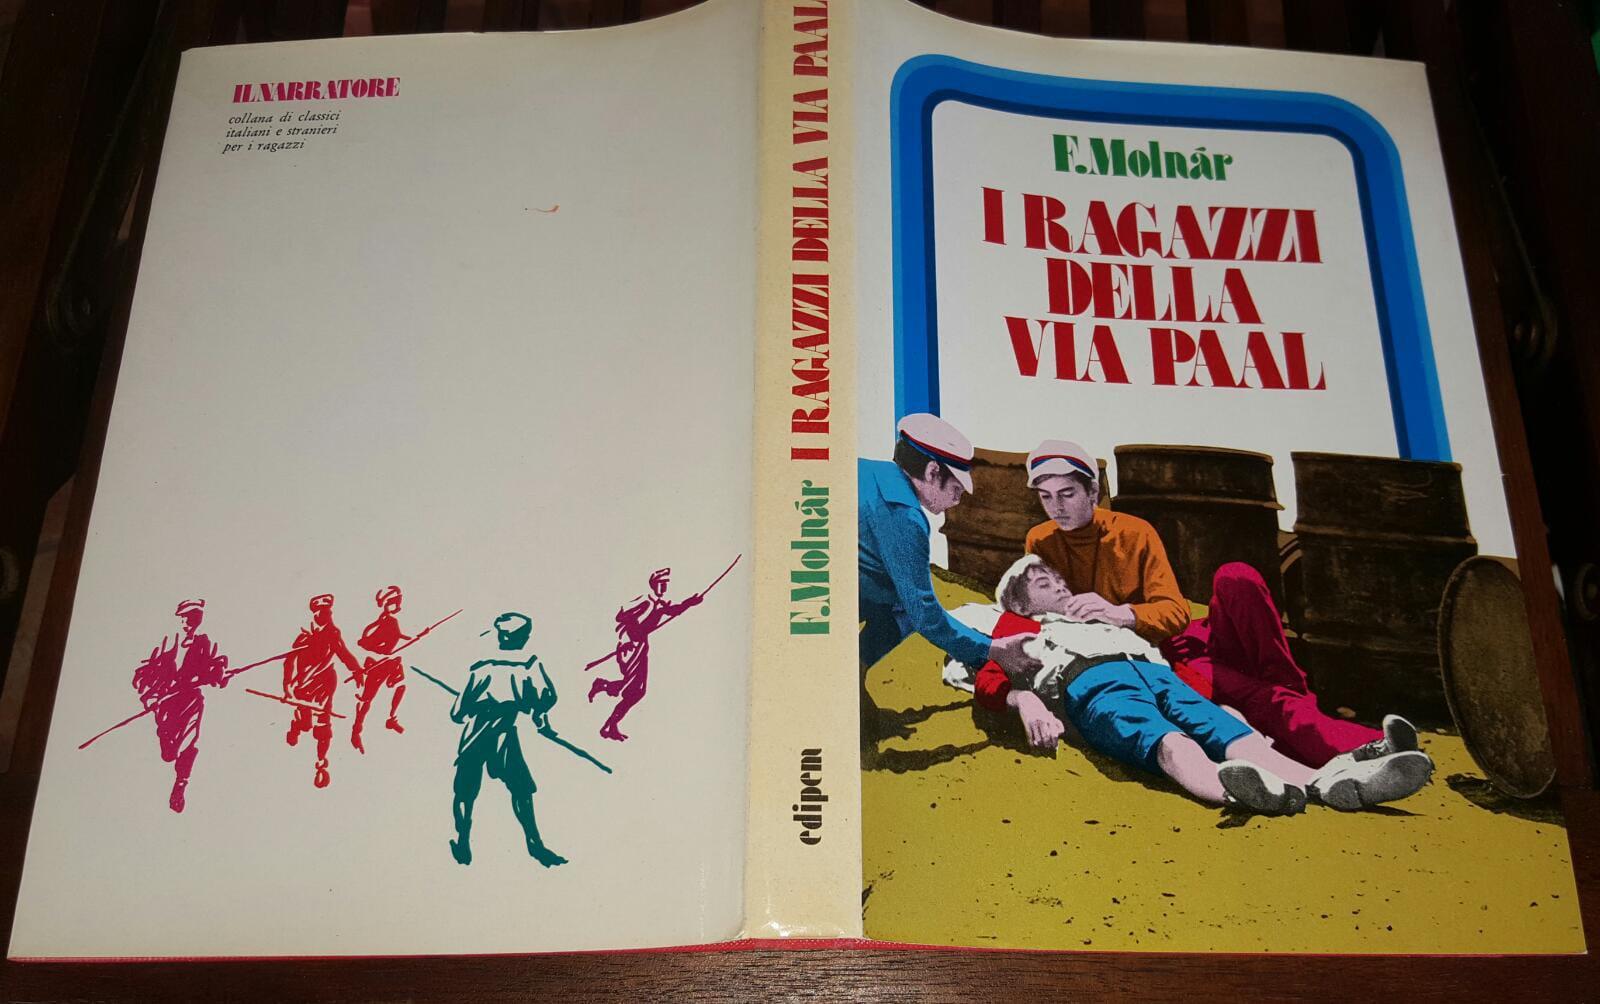 IL NARRATORE
collana di classici
italiani e stranieri
per i ragazzi
edipem F. Molnár I RAGAZZI DELLA VIA PAAL
F. Molnár
I RAGAZZI
DELLA
VIA PAAL